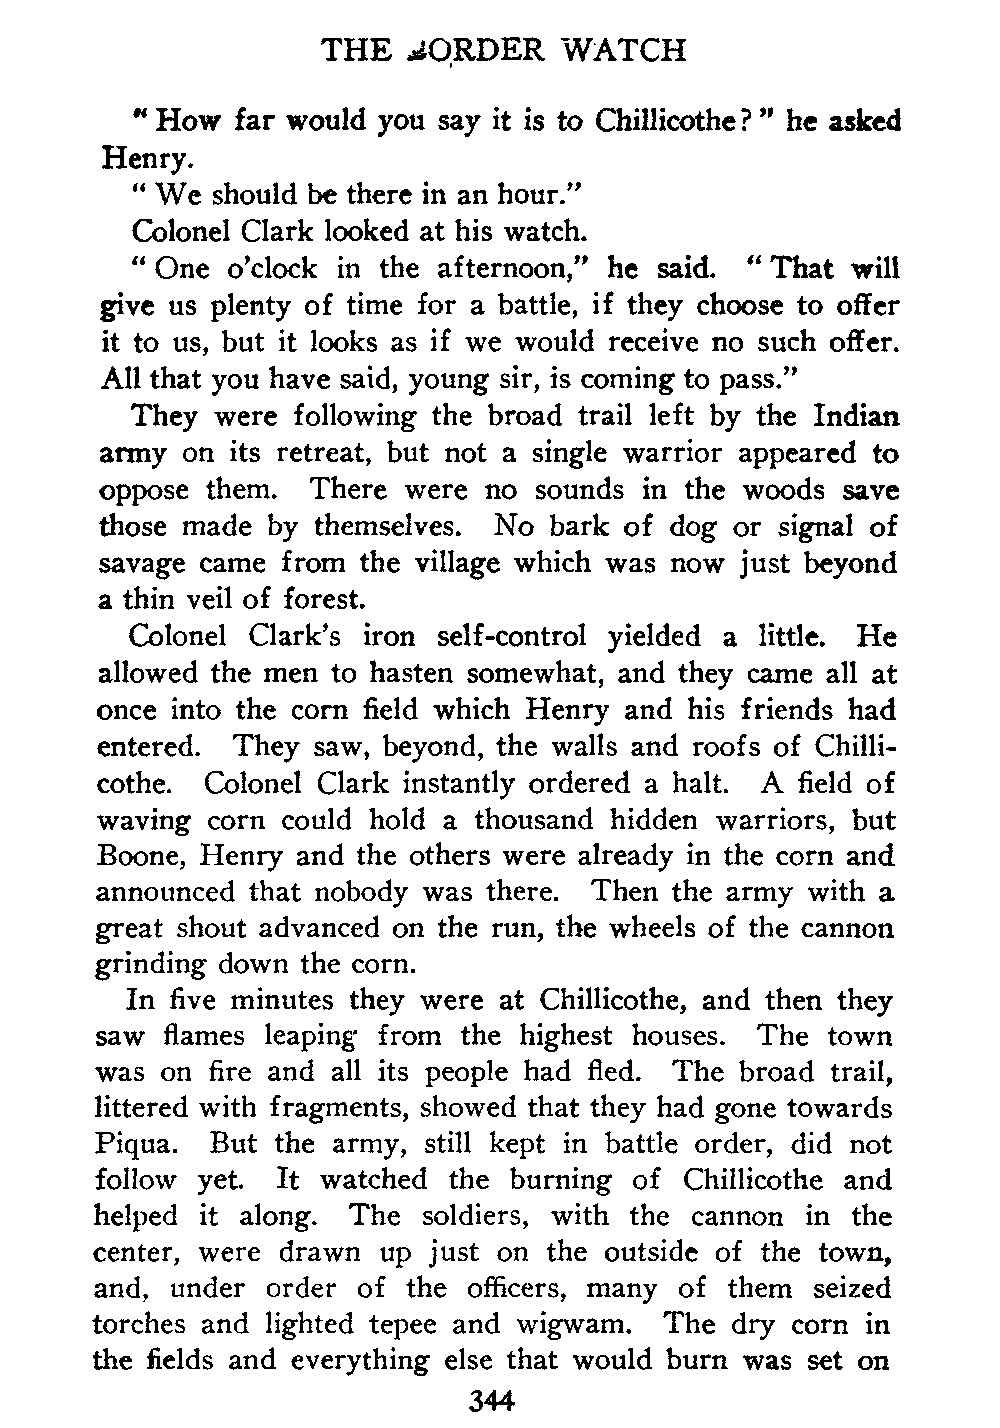 THE BORDER WATCH
" How far would you say it is to Chillicothe? " he asked
Henry.
" We should be there in an hour."
Colonel Clark looked at his watch.
" One o'clock in the afternoon," he said. " That will
give us plenty of time for a battle, if they choose to offer
it to us, but it looks as if we would receive no such offer.
All that you have said, young sir, is coming to pass."
They were following the broad trail left by the Indian
army on its retreat, but not a single warrior appeared to
oppose them. There were no sounds in the woods save
those made by themselves. No bark of dog or signal of
savage came from the village which was now just beyond
a thin veil of forest.
Colonel Clark's iron self-control yielded a little. He
allowed the men to hasten somewhat, and they came all at
once into the corn field which Henry and his friends had
entered. They saw, beyond, the walls and roofs of Chilli-
cothe. Colonel Clark instantly ordered a halt. A field of
waving corn could hold a thousand hidden warriors, but
Boone, Henry and the others were already in the corn and
announced that nobody was there. Then the army with a
great shout advanced on the run, the wheels of the cannon
grinding down the corn.
In five minutes they were at Chillicothe, and then they
saw flames leaping from the highest houses. The town
was on fire and all its people had fled. The broad trail,
littered with fragments, showed that they had gone towards
Piqua. But the army, still kept in battle order, did not
follow yet. It watched the burning of Chillicothe and
helped it along. The soldiers, with the cannon in the
center, were drawn up just on the outside of the town,
and, under order of the officers, many of them seized
torches and lighted tepee and wigwam. The dry corn in
the fields and everything else that would burn was set on
344